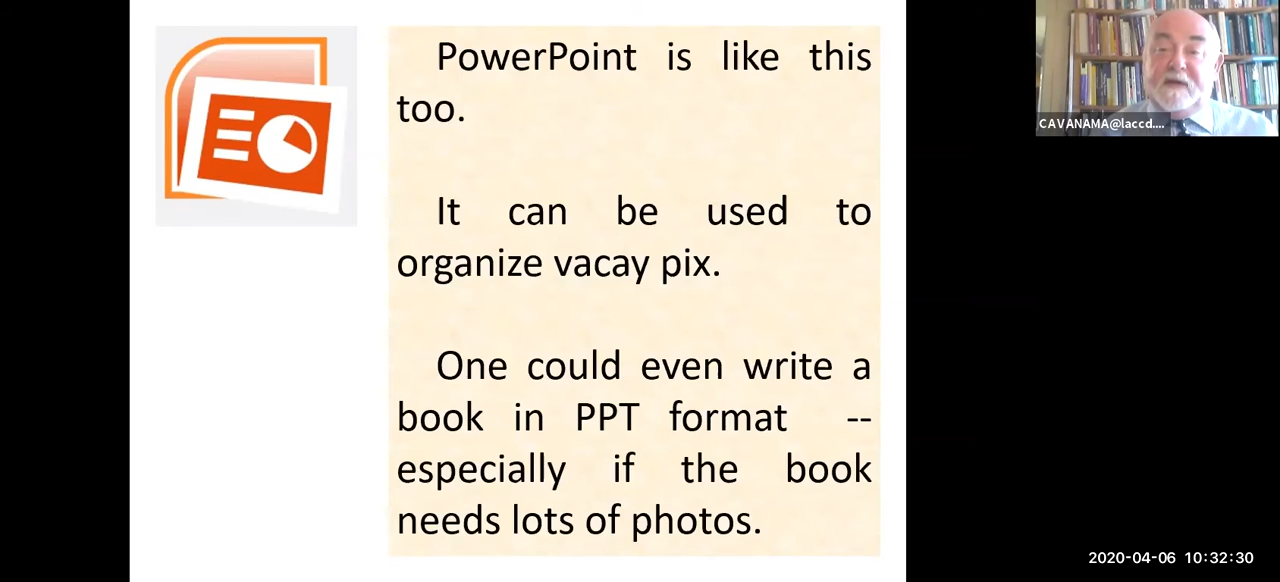 PowerPoint is like this
too.
It can be used to
organize vacay pix.
One could even write a
book in PPT format --
especially if the book
needs lots of photos.
CAVANAMA@laccd....
2020-04-06 10:32:30